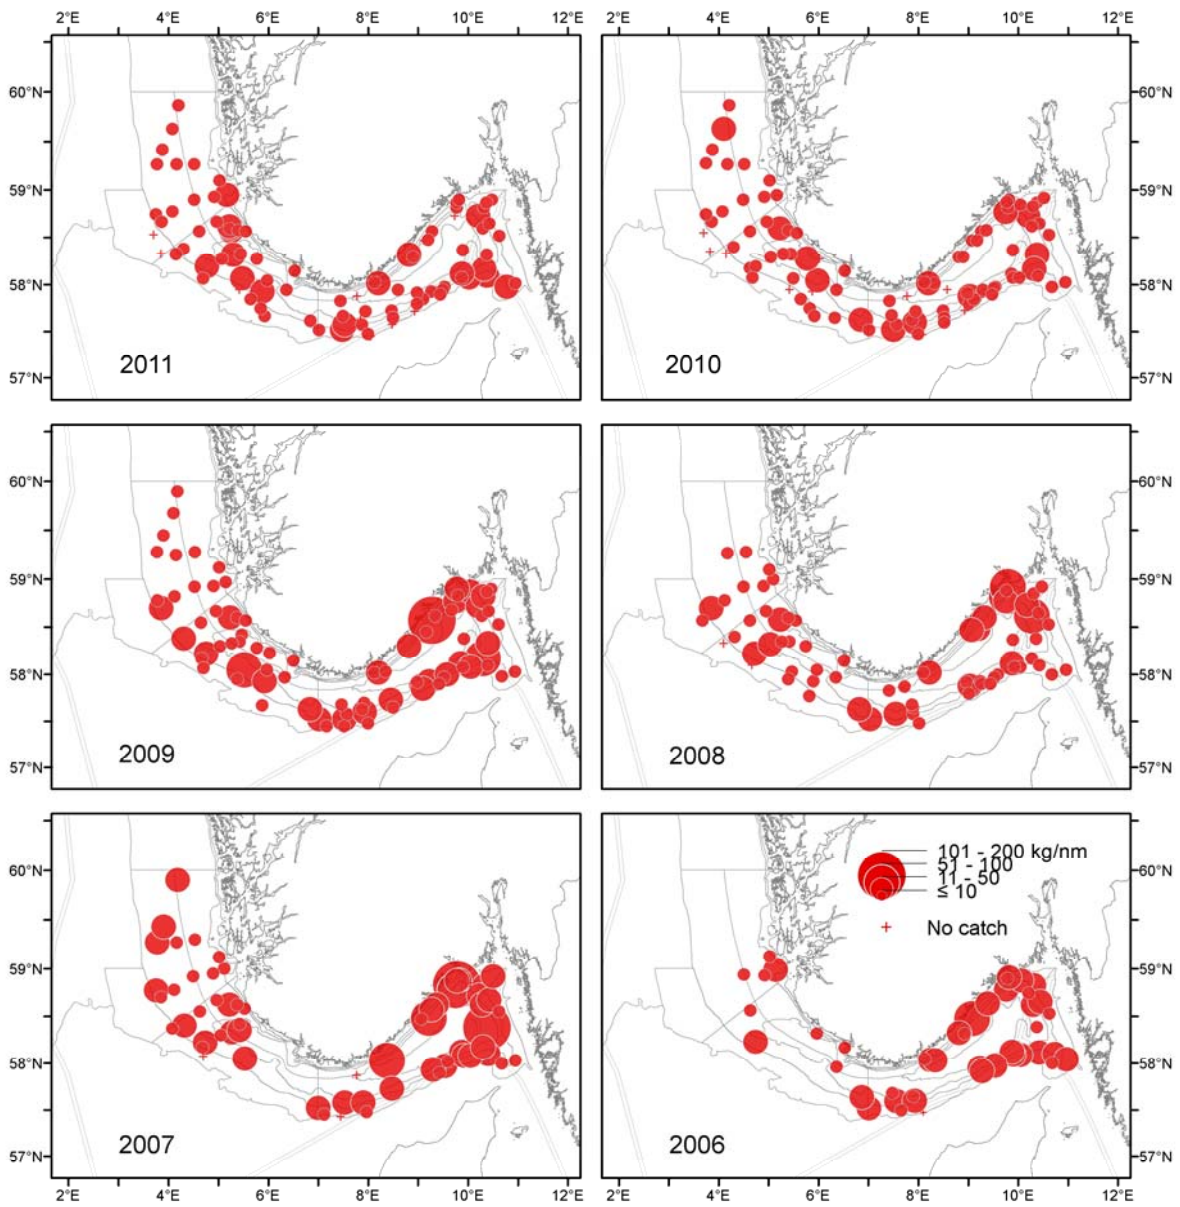 2°E 4°E 6°E 8°E 10°E 12°E 2°E 4°E 6°E 8°E 10°E 12°E
60°N 60°N
59°N 59°N
58°N 58°N
2011 2010
57°N 57°N
60°N 60°N
59°N 59°N
58°N 58°N
2009 2008
57°N 57°N
101 - 200 kg/nm
51 - 100
60°N 60°N
11 - 50
≤ 10
No catch
59°N 59°N
58°N 58°N
2007 2006
57°N 57°N
2°E 4°E 6°E 8°E 10°E 12°E 2°E 4°E 6°E 8°E 10°E 12°E